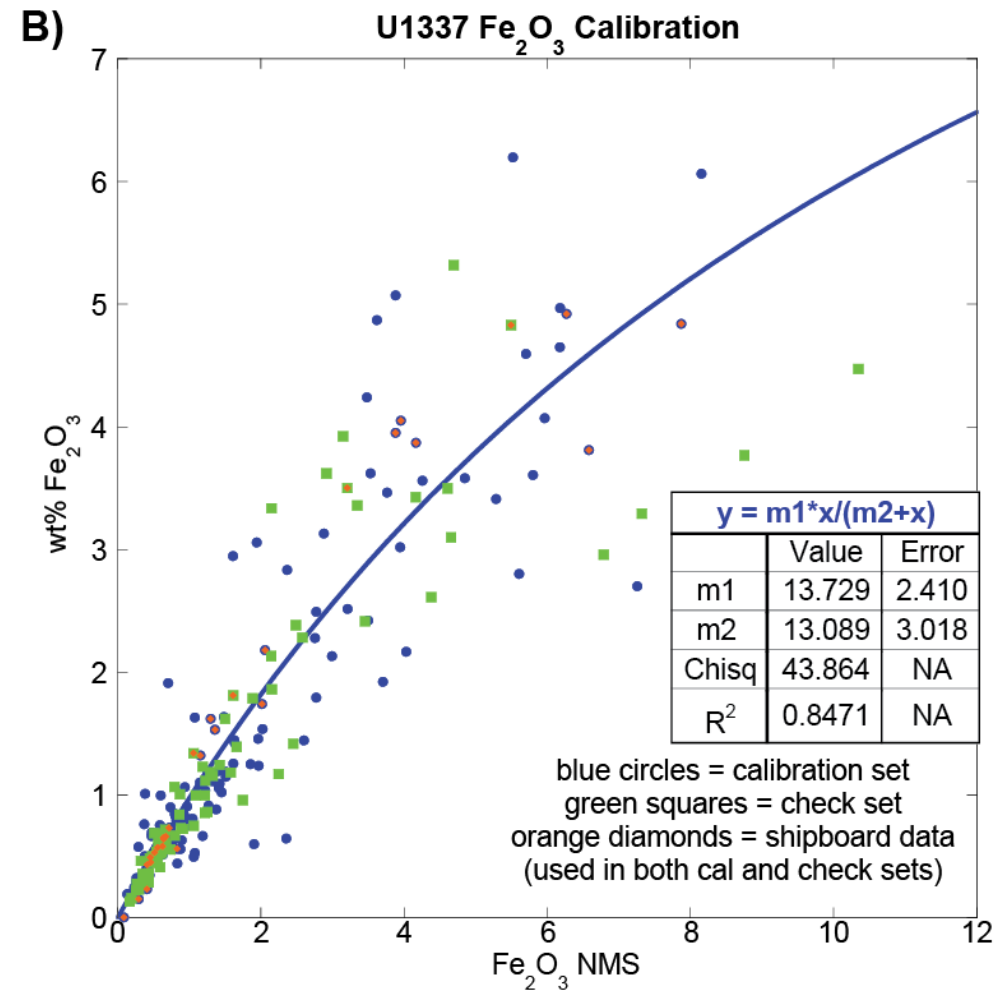 B)
U1337 Fe2O3 Calibration
7
6
5
4
3
2
1
0
wt% Fe2O3
y = m1*x/(m2+x)
Value Error
m1 13.729 2.410
m2 13.089 3.018
Chisq 43.864 NA
R2 0.8471 NA
blue circles = calibration set
green squares = check set
orange diamonds = shipboard data
(used in both cal and check sets)
0 2 4 6 8 10 12
Fe2O3 NMS